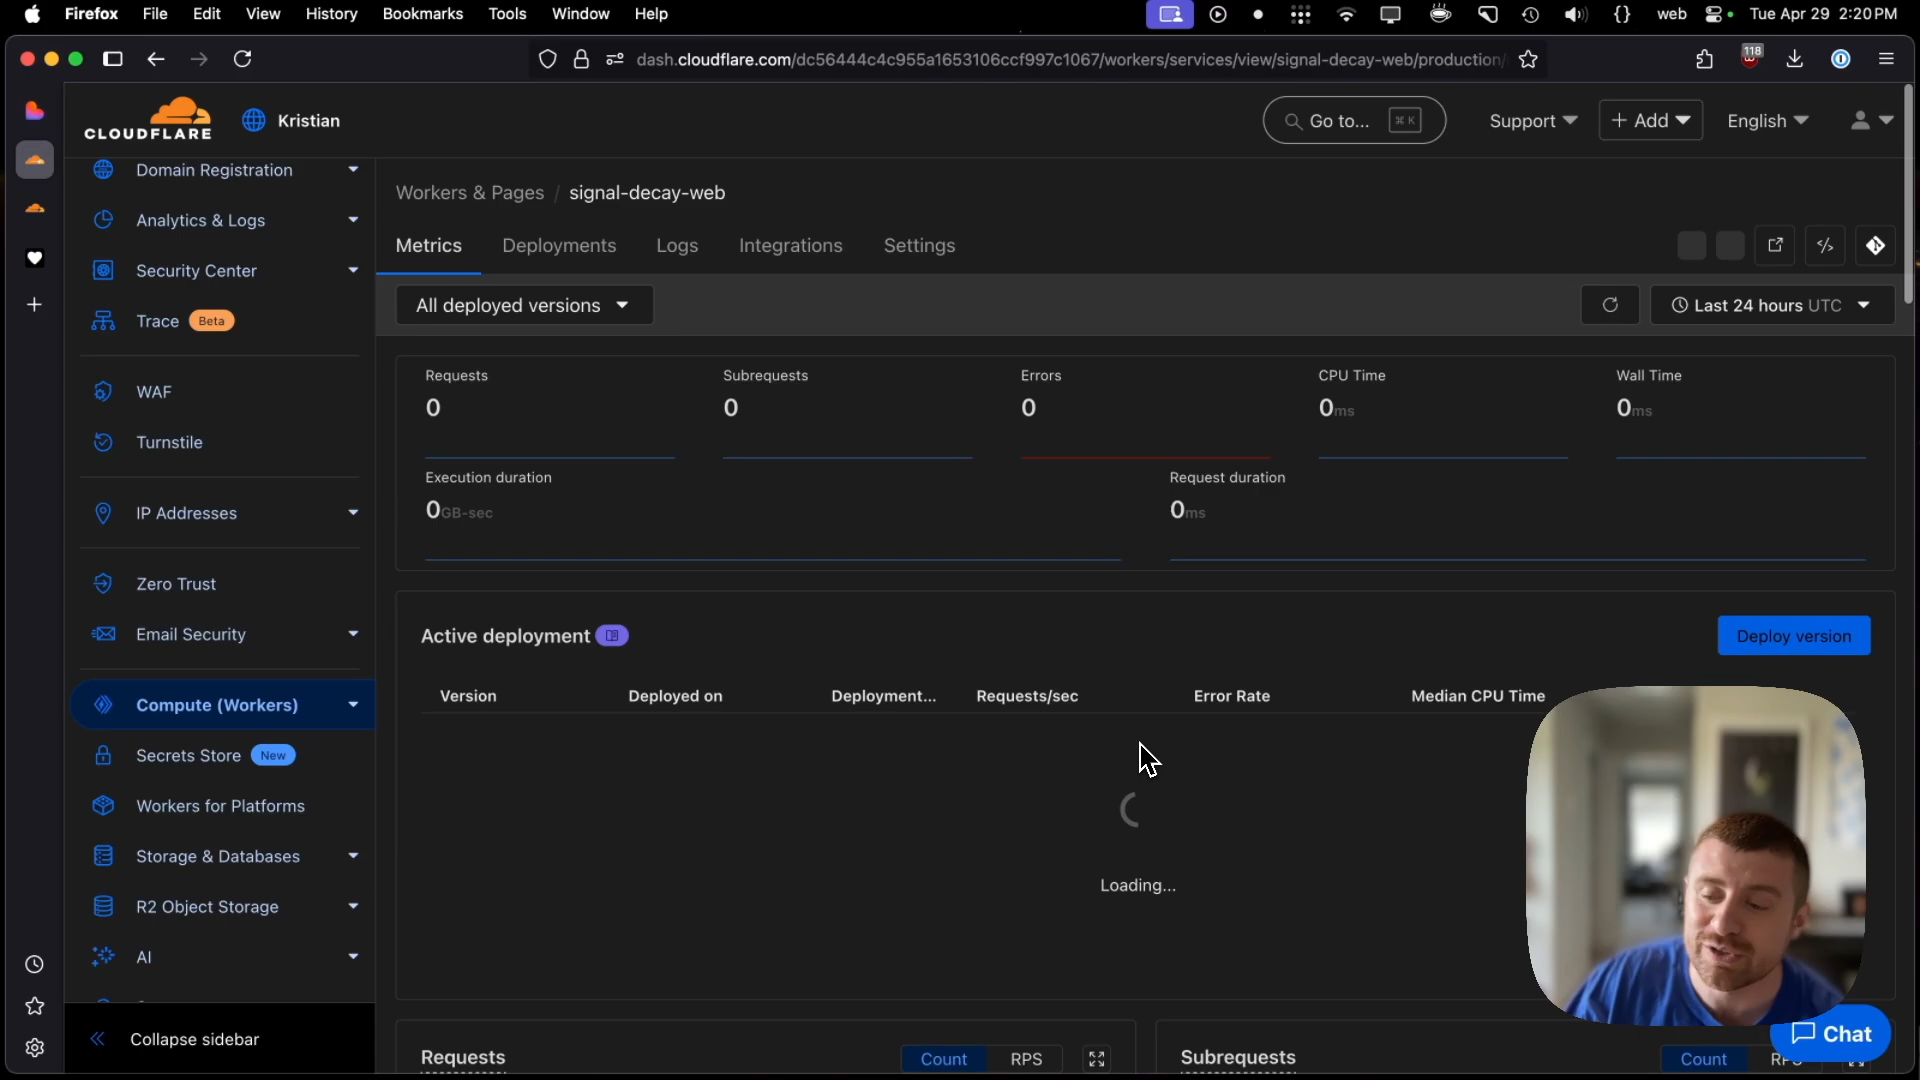 Firefox File Edit View History Bookmarks Tools Window Help
web Tue Apr 29 2:20 PM
dash.cloudflare.com/dc56444c4c955a1653106ccf997c1067/workers/services/view/signal-decay-web/production/
118
CLOUDFLARE
Kristian
Go to... ⌘ K
Support
+ Add
English
Domain Registration
Analytics & Logs
Security Center
Trace Beta
WAF
Turnstile
IP Addresses
Zero Trust
Email Security
Compute (Workers)
Secrets Store New
Workers for Platforms
Storage & Databases
R2 Object Storage
AI
Collapse sidebar
Workers & Pages / signal-decay-web
Metrics Deployments Logs Integrations Settings
All deployed versions
Last 24 hours UTC
Requests Subrequests Errors CPU Time Wall Time
0 0 0 0ms 0ms
Execution duration Request duration
0GB-sec 0ms
Active deployment
Deploy version
Version Deployed on Deployment... Requests/sec Error Rate Median CPU Time
Loading...
Requests Count RPS
Subrequests Count
Chat